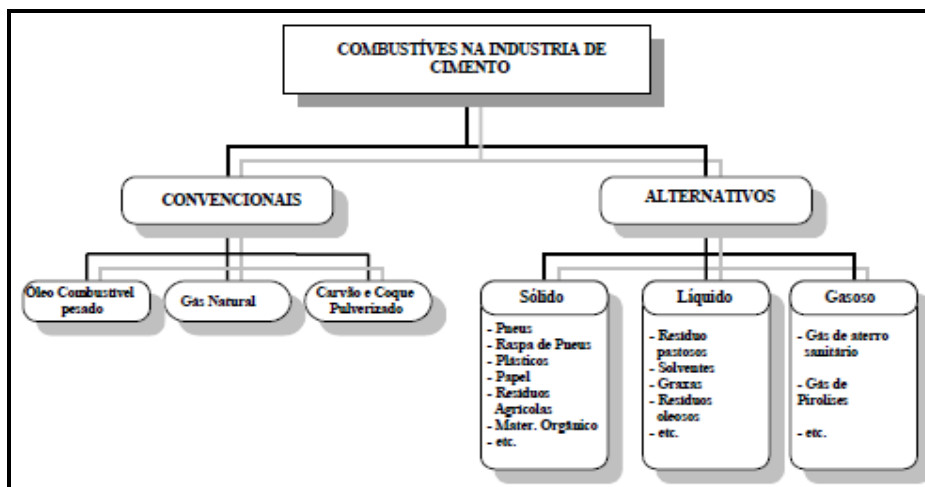 COMBUSTÍVES NA INDUSTRIA DE
CIMENTO
CONVENCIONAIS
ALTERNATIVOS
Óleo Combustível
pesado
Gás Natural
Carvão e Coque
Pulverizado
Sólido
- Pneus
- Raspa de Pneus
- Plásticos
- Papel
- Resíduos
Agrícolas
- Mater. Orgânico
- etc.
Líquido
- Resíduo
pastosos
- Solventes
- Graxas
- Resíduos
oleosos
- etc.
Gasoso
- Gás de aterro
sanitário
- Gás de
Pirolises
- etc.